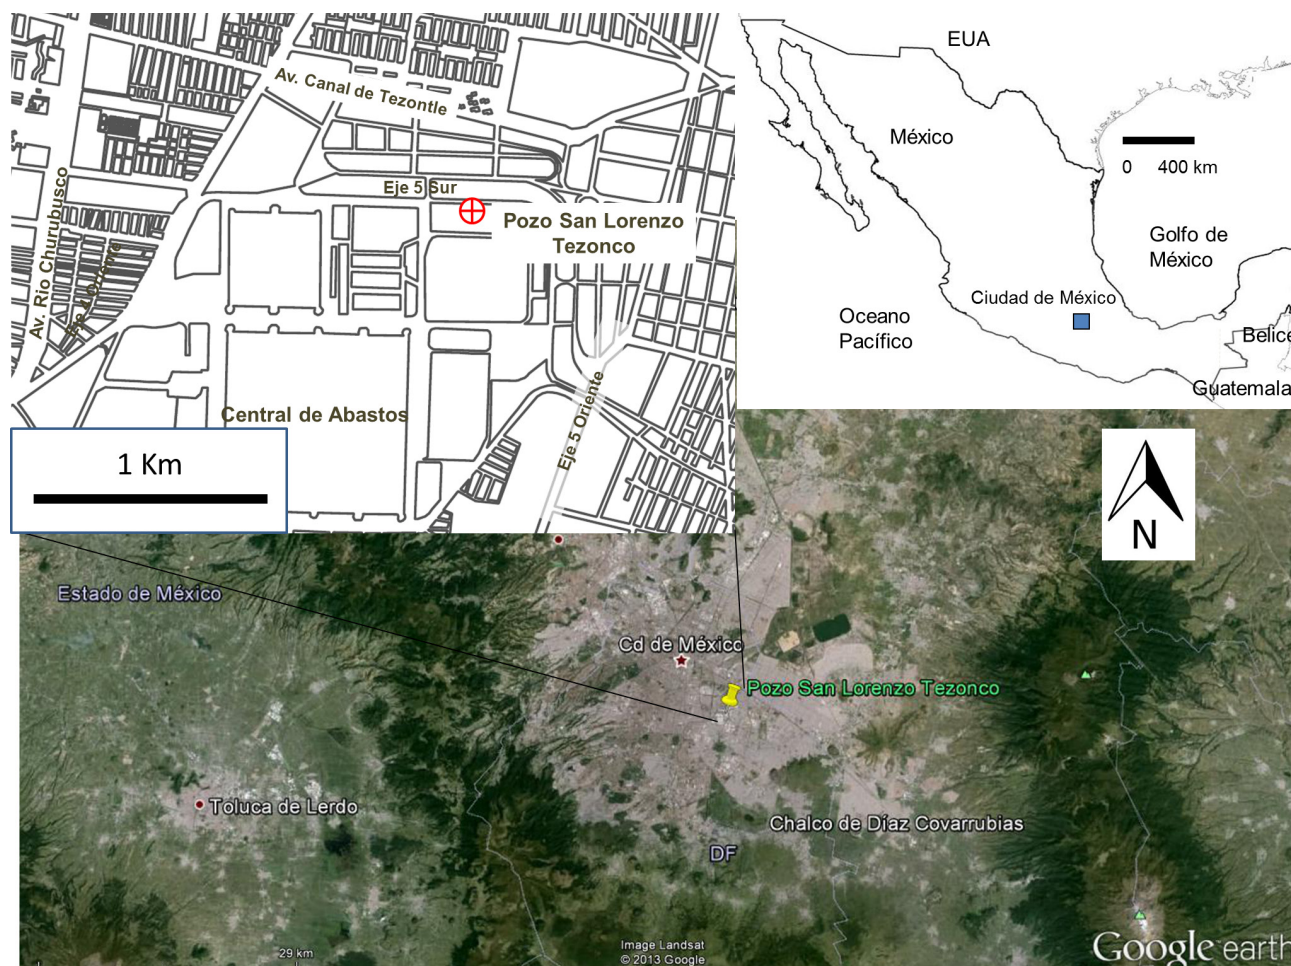 Av. Canal de Tezontle
Eje 5 Sur
Pozo San Lorenzo
Tezonco
Av. Rio Churubusco
Eje 4 Oriente
Central de Abastos
Eje 5 Oriente
1 Km
EUA
México
0 400 km
Golfo de
México
Ciudad de México
Oceano
Pacífico
Belice
Guatemala
N
Estado de México
Cd de México
Pozo San Lorenzo Tezonco
Toluca de Lerdo
Chalco de Díaz Covarrubias
DF
29 km
Image Landsat
© 2013 Google
Google earth